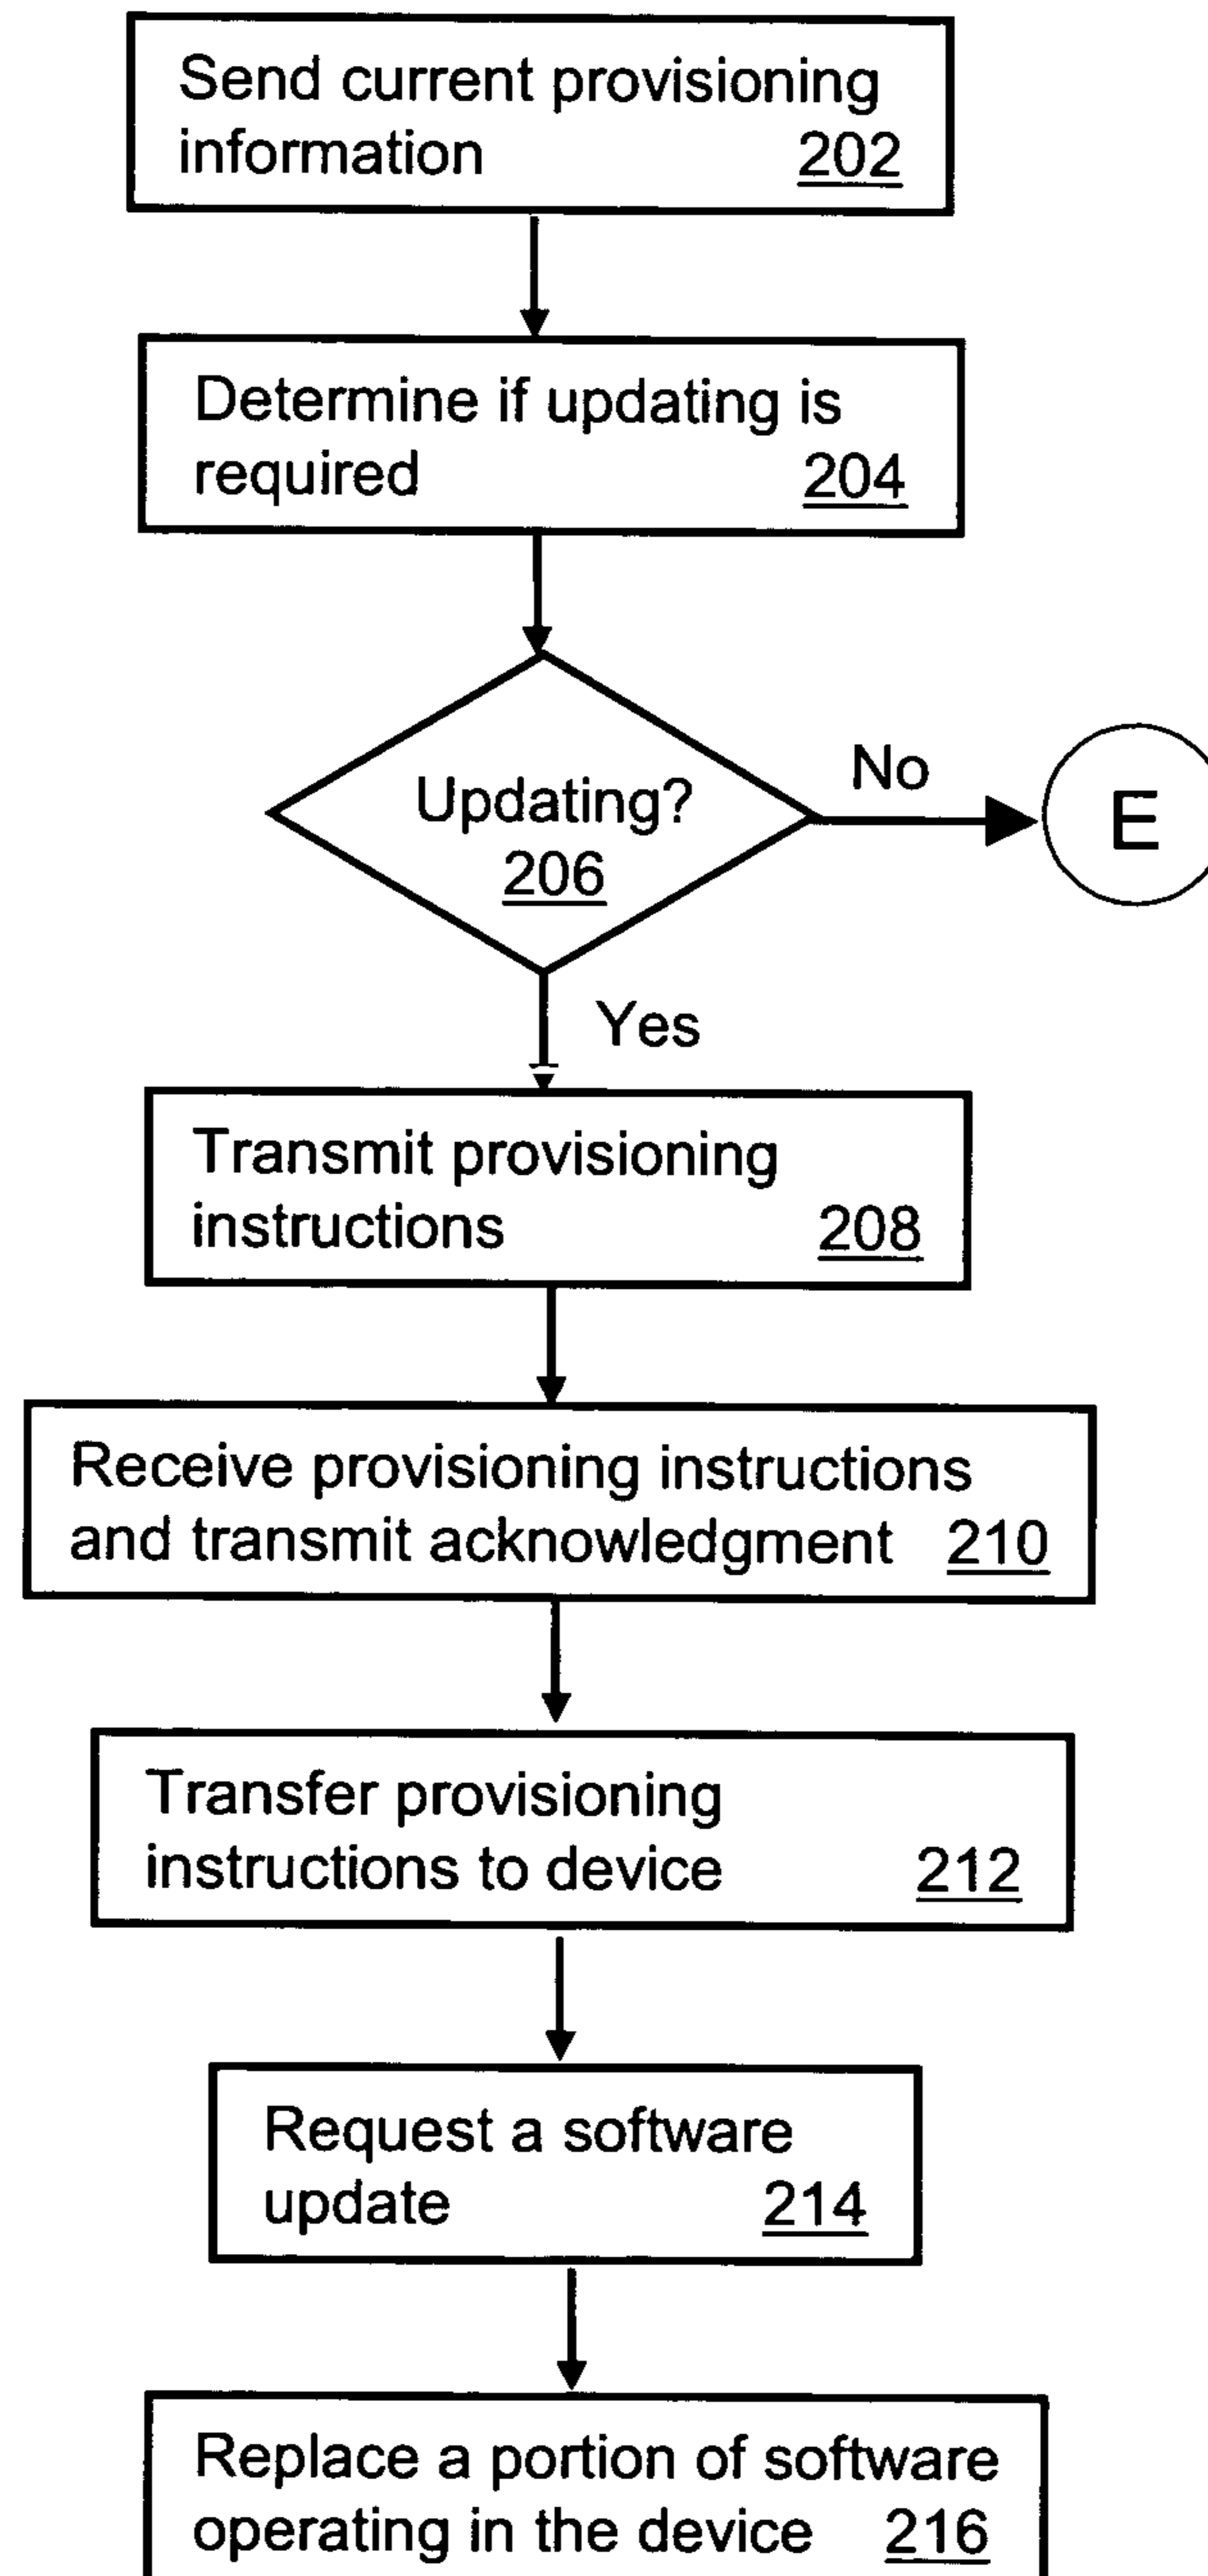 Send current provisioning
information 202
Determine if updating is
required 204
Updating?
206
No
E
Yes
Transmit provisioning
instructions 208
Receive provisioning instructions
and transmit acknowledgment 210
Transfer provisioning
instructions to device 212
Request a software
update 214
Replace a portion of software
operating in the device 216